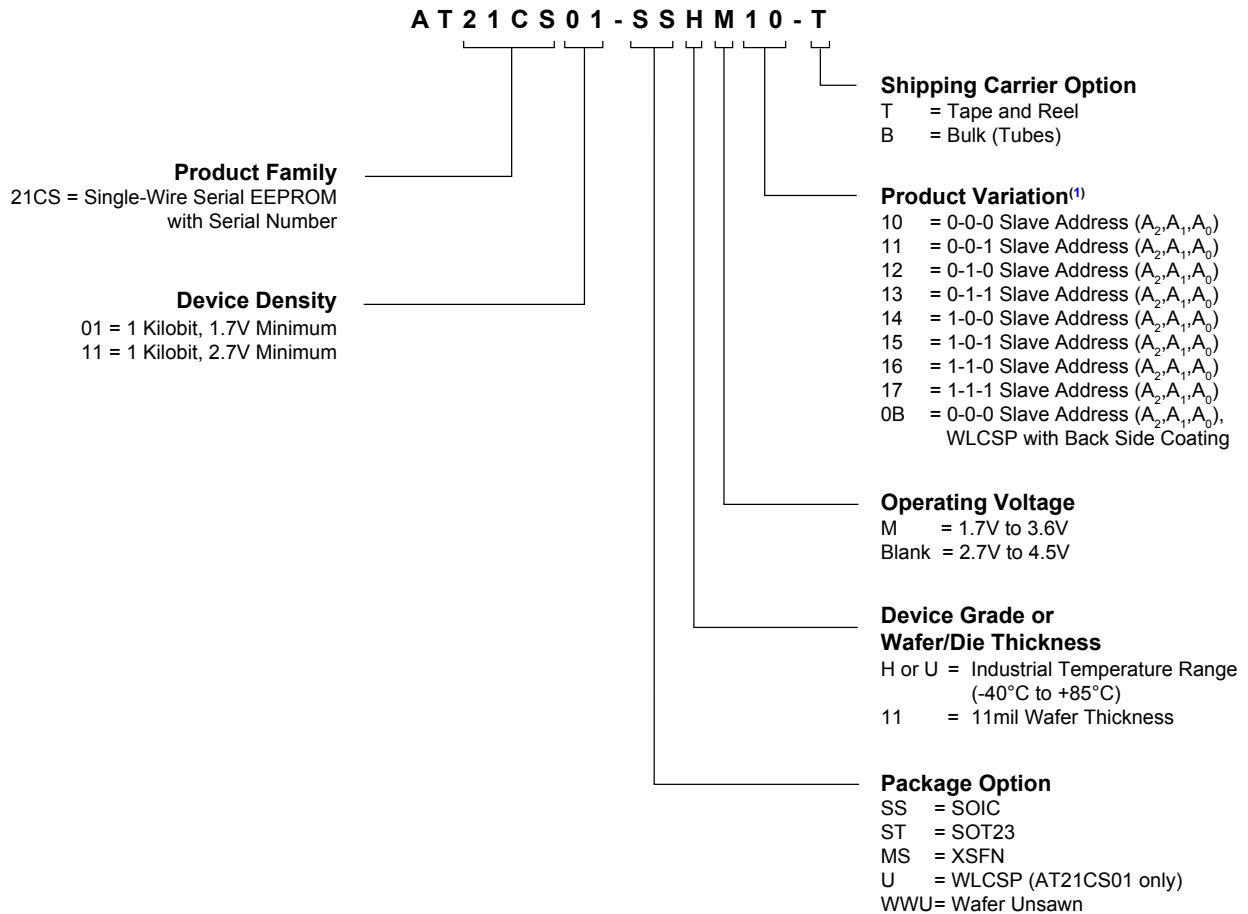 AT21CS01-SSHM10-T
Shipping Carrier Option
T = Tape and Reel
B = Bulk (Tubes)
Product Family
21CS = Single-Wire Serial EEPROM
with Serial Number
Device Density
01 = 1 Kilobit, 1.7V Minimum
11 = 1 Kilobit, 2.7V Minimum
Product Variation(1)
10 = 0-0-0 Slave Address (A2,A1,A0)
11 = 0-0-1 Slave Address (A2,A1,A0)
12 = 0-1-0 Slave Address (A2,A1,A0)
13 = 0-1-1 Slave Address (A2,A1,A0)
14 = 1-0-0 Slave Address (A2,A1,A0)
15 = 1-0-1 Slave Address (A2,A1,A0)
16 = 1-1-0 Slave Address (A2,A1,A0)
17 = 1-1-1 Slave Address (A2,A1,A0)
0B = 0-0-0 Slave Address (A2,A1,A0),
WLCSP with Back Side Coating
Operating Voltage
M = 1.7V to 3.6V
Blank = 2.7V to 4.5V
Device Grade or
Wafer/Die Thickness
H or U = Industrial Temperature Range
(-40°C to +85°C)
11 = 11mil Wafer Thickness
Package Option
SS = SOIC
ST = SOT23
MS = XSFN
U = WLCSP (AT21CS01 only)
WWU= Wafer Unsawn